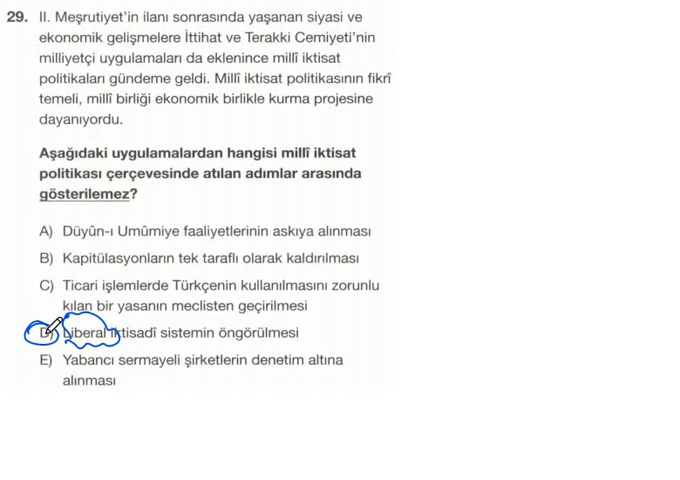 29. II. Meşrutiyet'in ilanı sonrasında yaşanan siyasi ve
ekonomik gelişmelere İttihat ve Terakki Cemiyeti'nin
milliyetçi uygulamaları da eklenince millî iktisat
politikaları gündeme geldi. Millî iktisat politikasının fikrî
temeli, millî birliği ekonomik birlikle kurma projesine
dayanıyordu.
Aşağıdaki uygulamalardan hangisi millî iktisat
politikası çerçevesinde atılan adımlar arasında
gösterilemez?
A) Düyûn-ı Umûmiye faaliyetlerinin askıya alınması
B) Kapitülasyonların tek taraflı olarak kaldırılması
C) Ticari işlemlerde Türkçenin kullanılmasını zorunlu
kılan bir yasanın meclisten geçirilmesi
D) Liberal iktisadî sistemin öngörülmesi
E) Yabancı sermayeli şirketlerin denetim altına
alınması